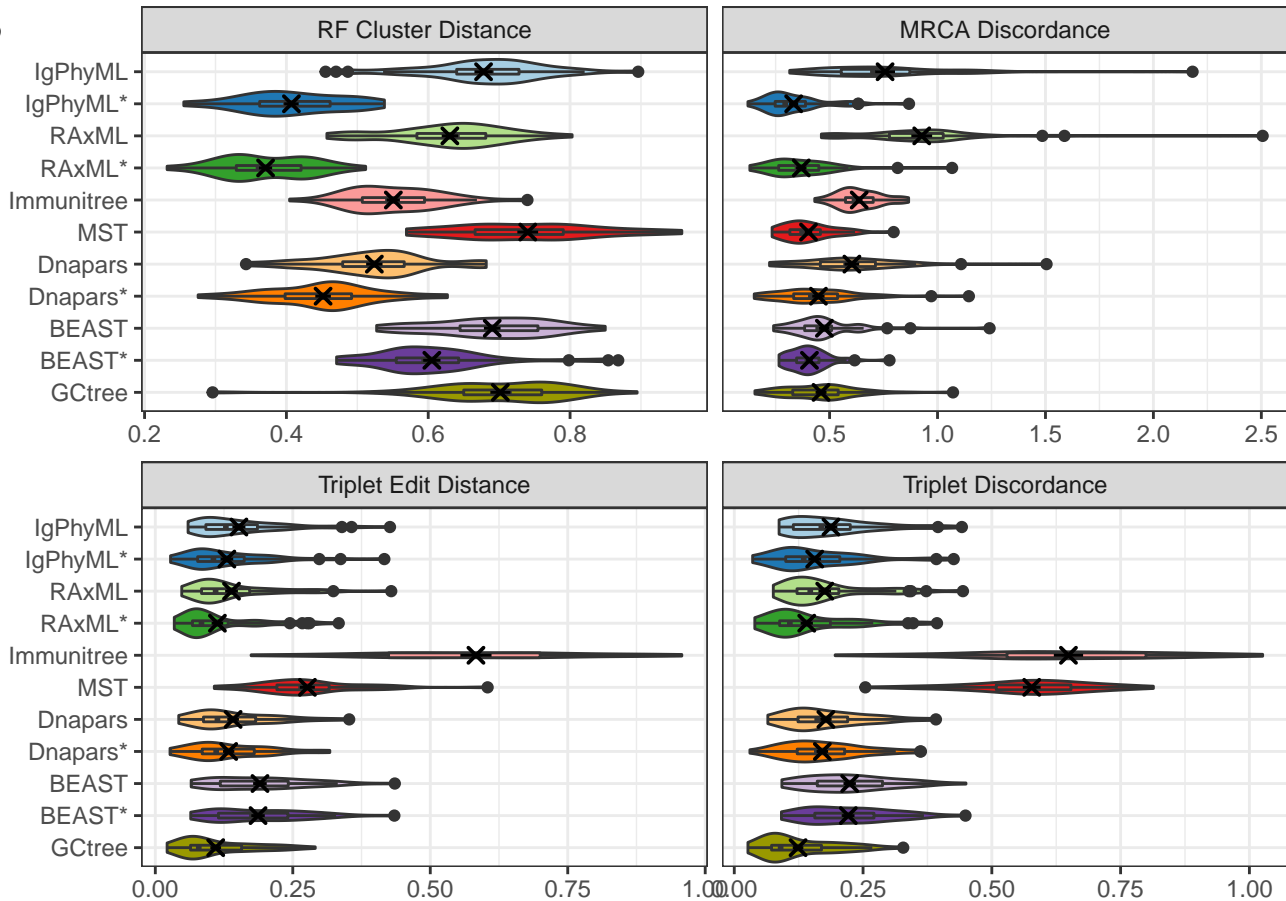 RF Cluster Distance
MRCA Discordance
IgPhyML
IgPhyML*
RAxML
RAxML*
Immunitree
MST
Dnapars
Dnapars*
BEAST
BEAST*
GCtree
0.2 0.4 0.6 0.8
0.5 1.0 1.5 2.0 2.5
Triplet Edit Distance
Triplet Discordance
IgPhyML
IgPhyML*
RAxML
RAxML*
Immunitree
MST
Dnapars
Dnapars*
BEAST
BEAST*
GCtree
0.00 0.25 0.50 0.75 1.00
0.00 0.25 0.50 0.75 1.00